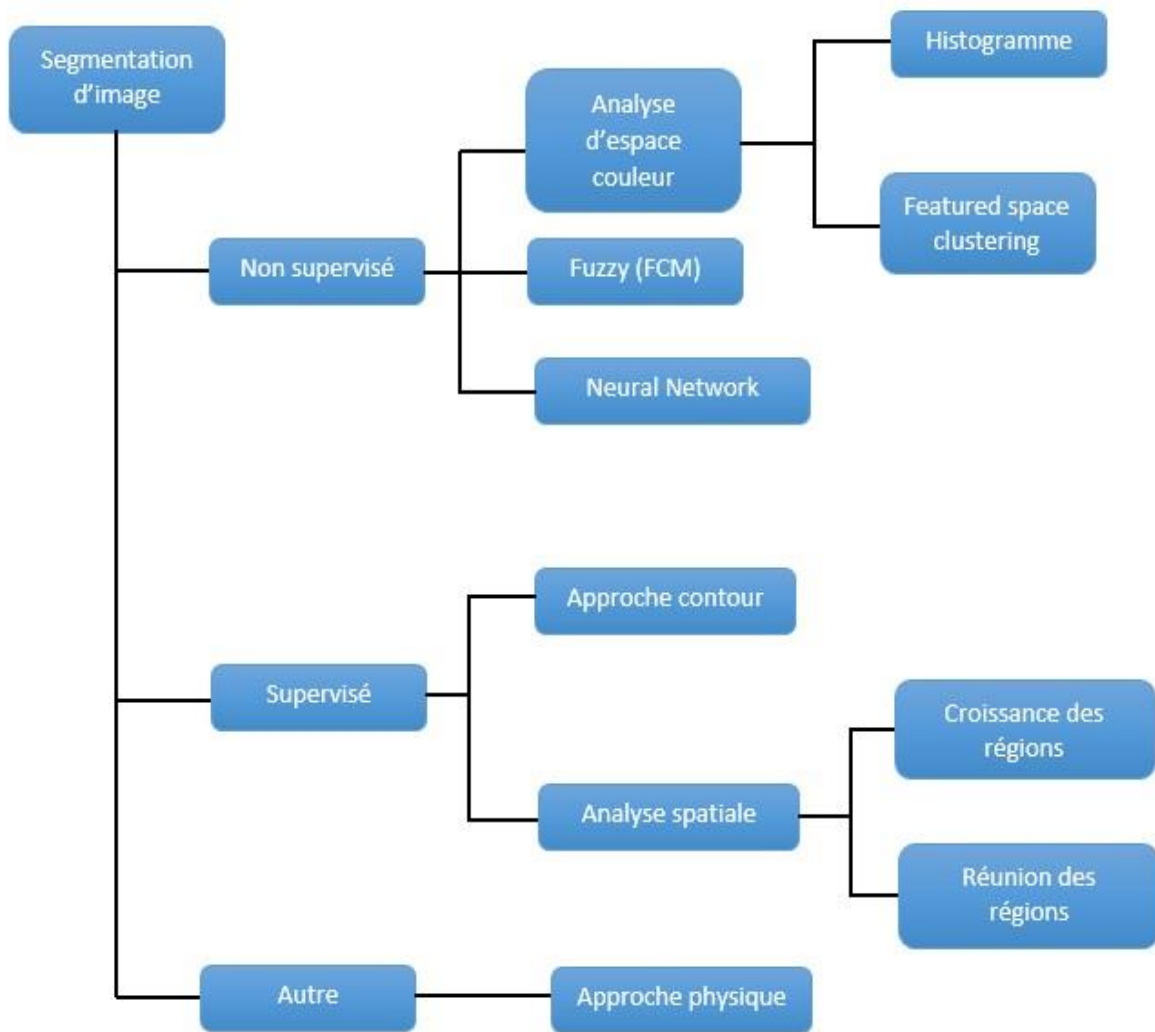 Segmentation
d’image
Histogramme
Analyse
d’espace
couleur
Featured space
clustering
Non supervisé
Fuzzy (FCM)
Neural Network
Approche contour
Supervisé
Croissance des
régions
Analyse spatiale
Réunion des
régions
Autre
Approche physique